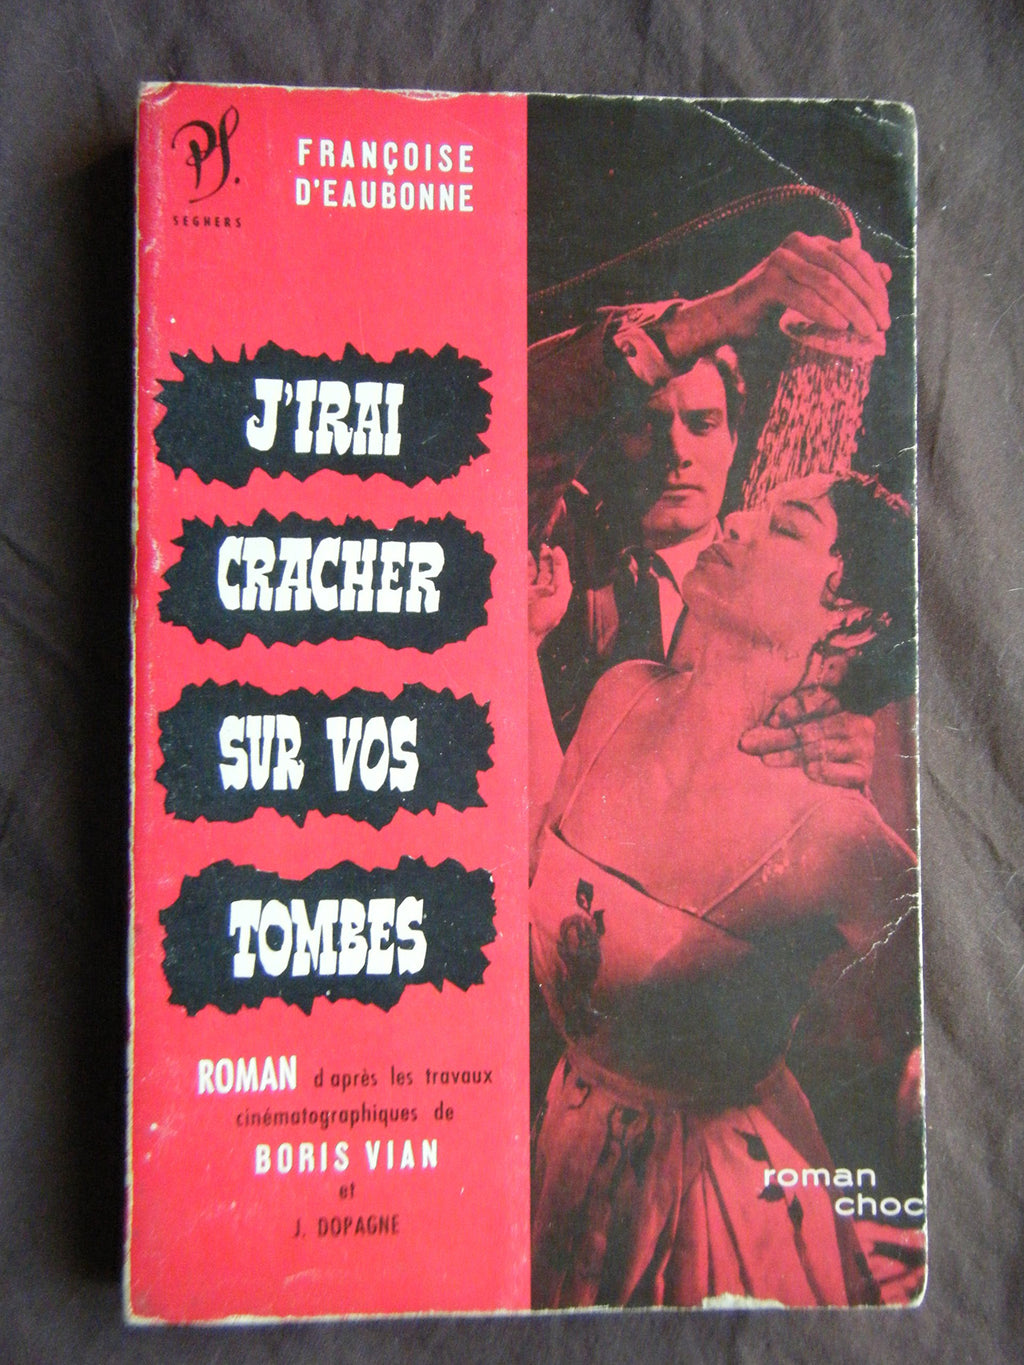 PS.
SEGHERS
FRANÇOISE
D'EAUBONNE
J'IRAI
CRACHER
SUR VOS
TOMBES
ROMAN d'après les travaux
cinématographiques de
BORIS VIAN
et
J. DOPAGNE
roman
choc